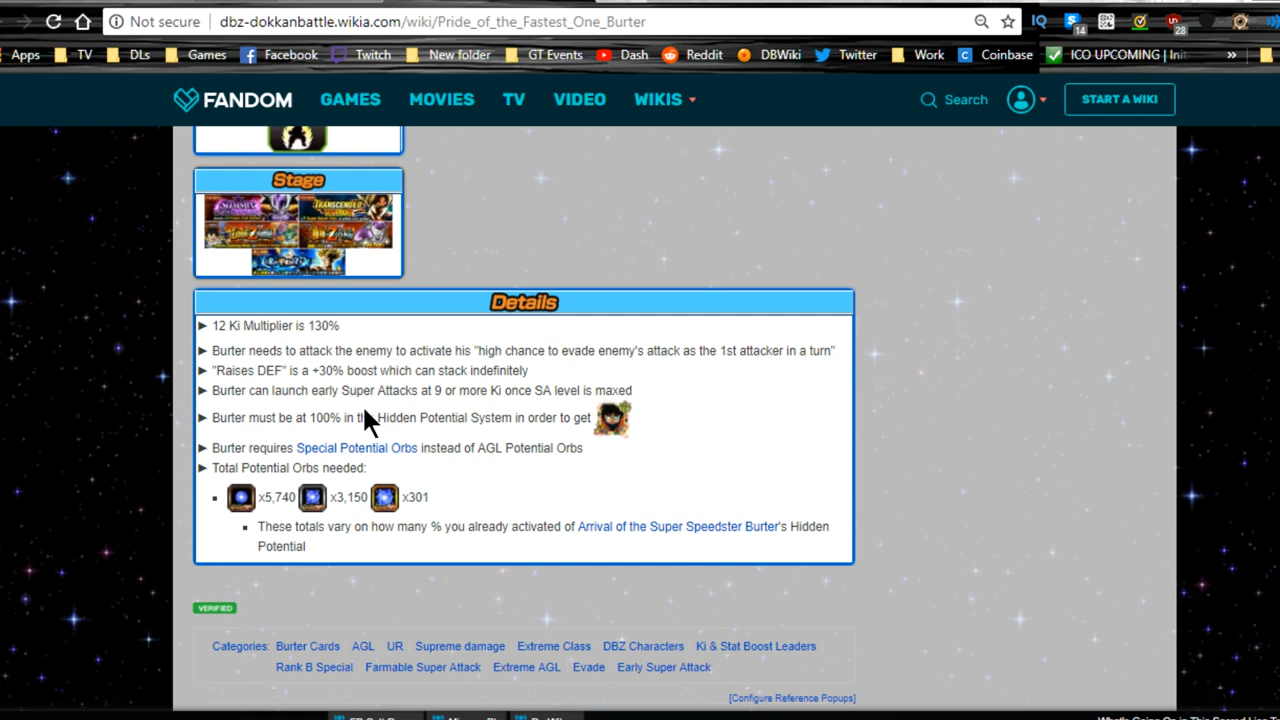 Not secure dbz-dokkanbattle.wikia.com/wiki/Pride_of_the_Fastest_One_Burter
14 28
Apps TV DLs Games Facebook Twitch New folder GT Events Dash Reddit DBWiki Twitter Work Coinbase ICO UPCOMING | Init »
FANDOM GAMES MOVIES TV VIDEO WIKIS Search START A WIKI
Stage
Details
► 12 Ki Multiplier is 130%
► Burter needs to attack the enemy to activate his "high chance to evade enemy's attack as the 1st attacker in a turn"
► "Raises DEF" is a +30% boost which can stack indefinitely
► Burter can launch early Super Attacks at 9 or more Ki once SA level is maxed
► Burter must be at 100% in the Hidden Potential System in order to get
► Burter requires Special Potential Orbs instead of AGL Potential Orbs
► Total Potential Orbs needed:
x5,740 x3,150 x301
These totals vary on how many % you already activated of Arrival of the Super Speedster Burter's Hidden
Potential
VERIFIED
Categories: Burter Cards AGL UR Supreme damage Extreme Class DBZ Characters Ki & Stat Boost Leaders
Rank B Special Farmable Super Attack Extreme AGL Evade Early Super Attack
[Configure Reference Popups]